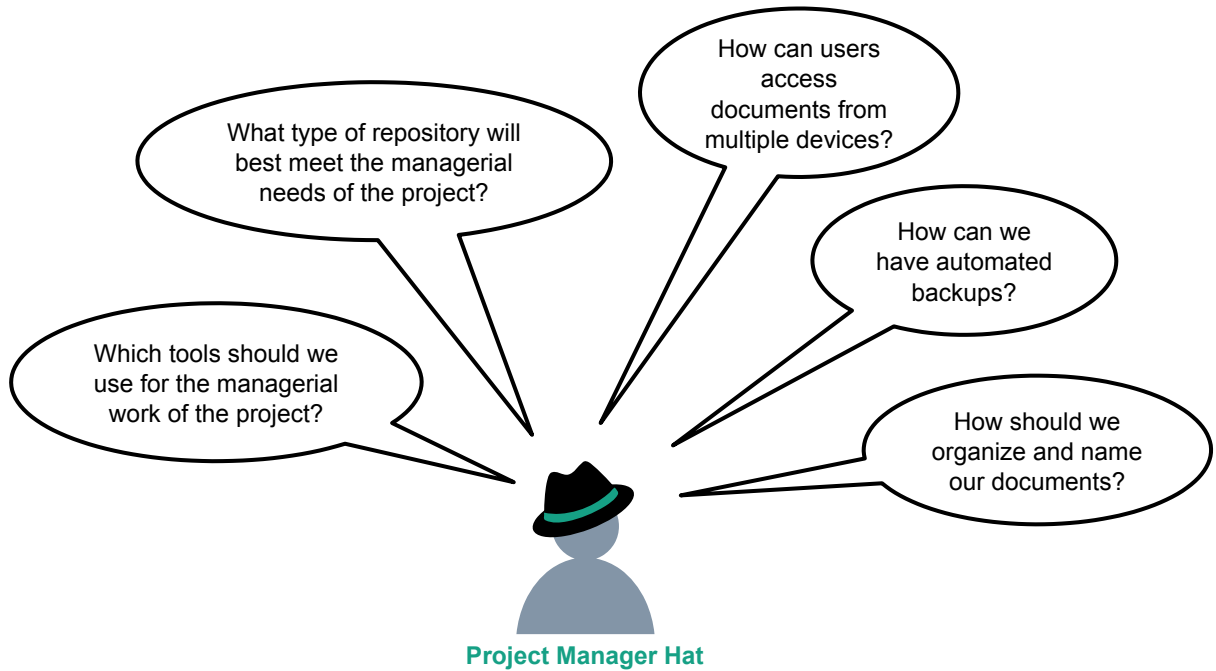 How can users
access
documents from
multiple devices?
What type of repository will
best meet the managerial
needs of the project?
How can we
have automated
backups?
Which tools should we
use for the managerial
work of the project?
How should we
organize and name
our documents?
Project Manager Hat